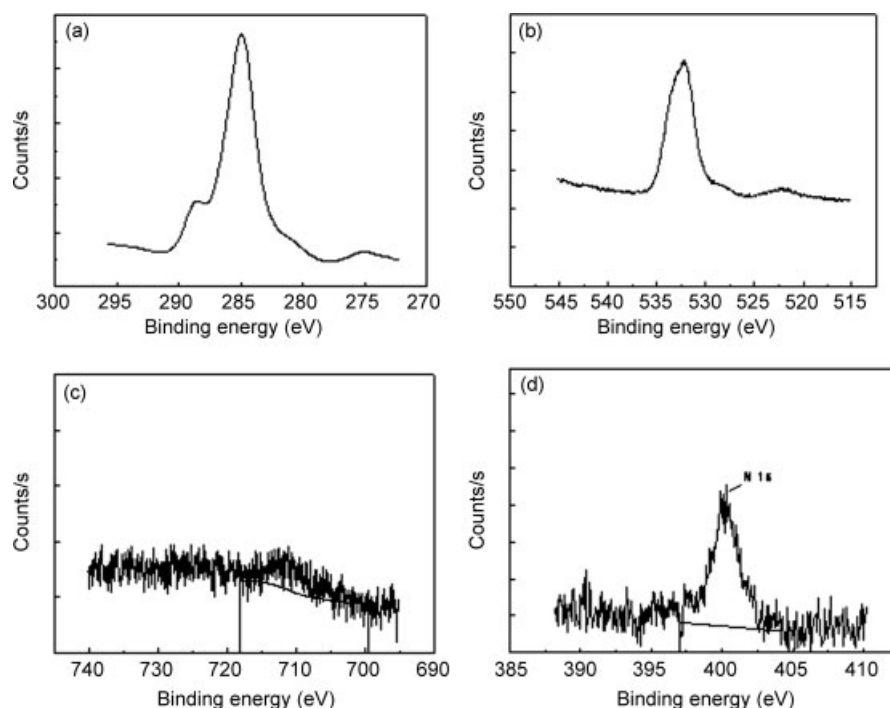 (a)
Counts/s
300 295 290 285 280 275 270
Binding energy (eV)
(b)
Counts/s
550 545 540 535 530 525 520 515
Binding energy (eV)
(c)
Counts/s
740 730 720 710 700 690
Binding energy (eV)
(d)
N 1s
Counts/s
385 390 395 400 405 410
Binding energy (eV)